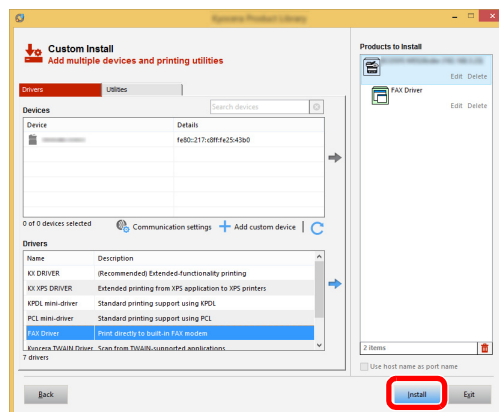 Custom Install
Add multiple devices and printing utilities
Drivers
Utilities
Devices
Search devices
Device
Details
fe80::217:c8ff:fe25:43b0
0 of 0 devices selected
Communication settings
Add custom device
Drivers
Name
Description
KX DRIVER
(Recommended) Extended-functionality printing
KX XPS DRIVER
Extended printing from XPS application to XPS printers
KPDL mini-driver
Standard printing support using KPDL
PCL mini-driver
Standard printing support using PCL
FAX Driver
Print directly to built-in FAX modem
Kyocera TWAIN Driver
Scan from TWAIN-supported applications
7 drivers
Products to Install
Edit Delete
FAX Driver
Edit Delete
2 items
Use host name as port name
Back
Install
Exit